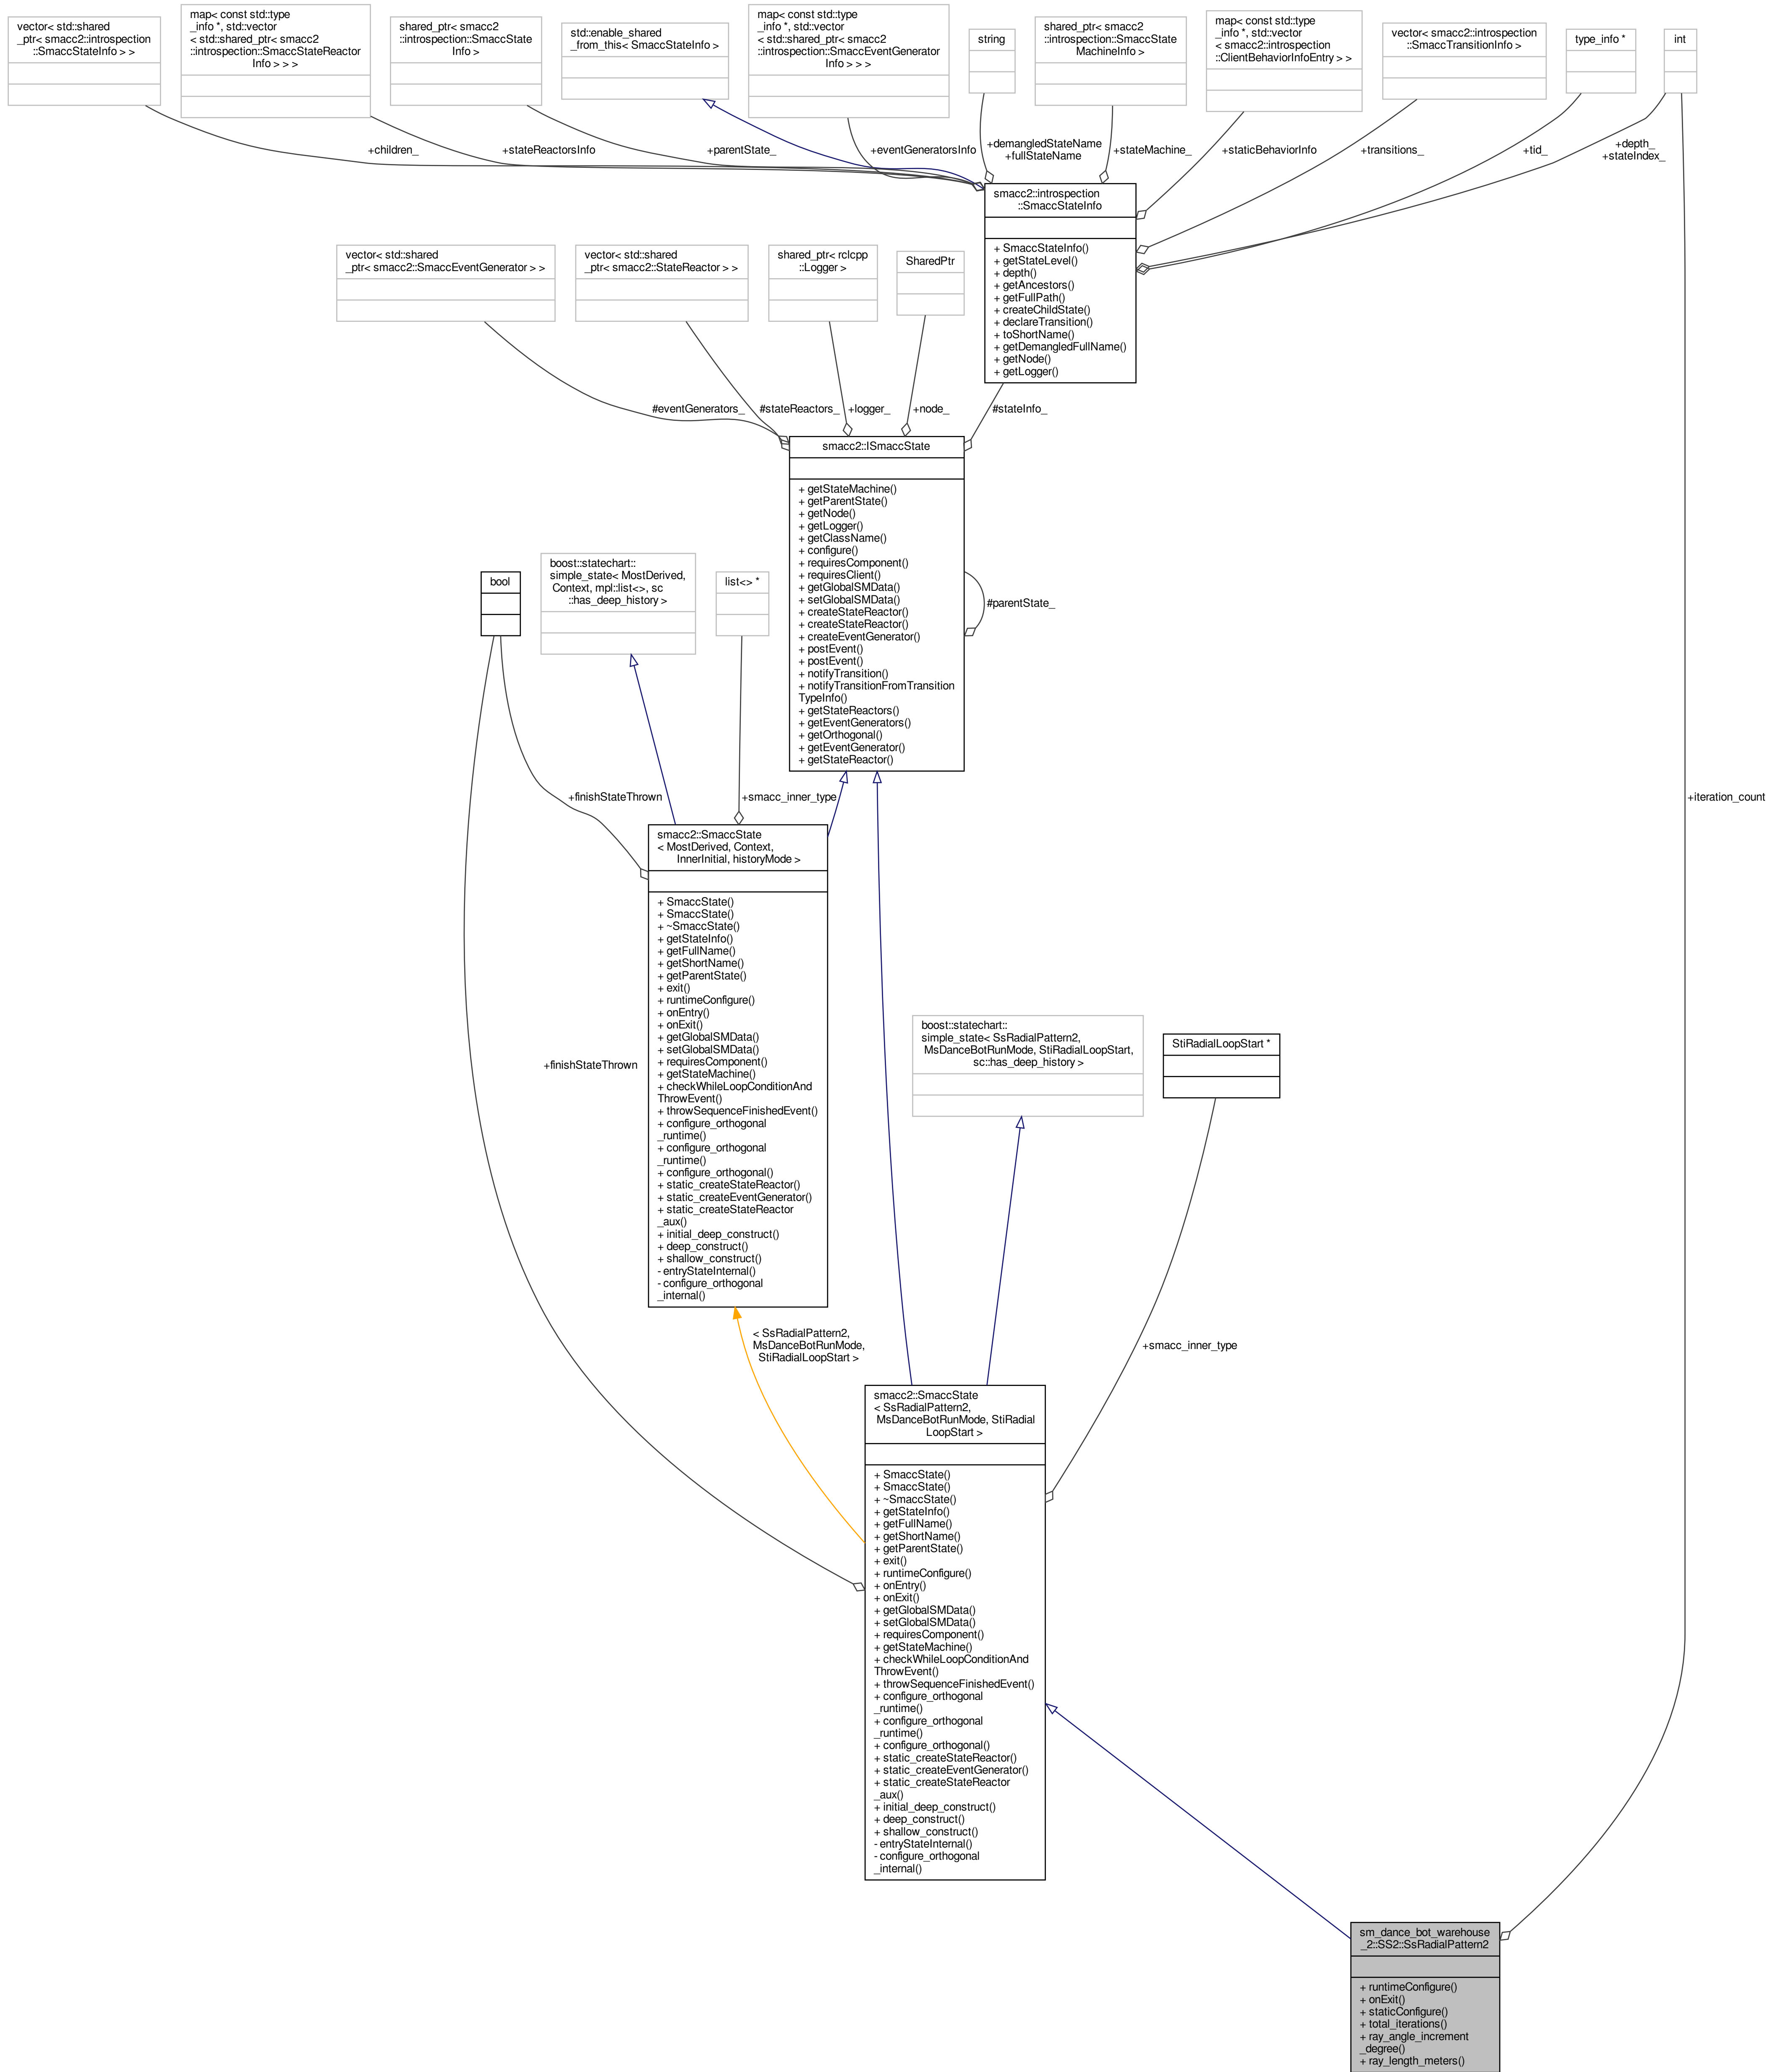 vector< std::shared
_ptr< smacc2::introspection
::SmaccStateInfo > >
map< const std::type
_info *, std::vector
< std::shared_ptr< smacc2
::introspection::SmaccStateReactor
Info > > >
shared_ptr< smacc2
::introspection::SmaccState
Info >
std::enable_shared
_from_this< SmaccStateInfo >
map< const std::type
_info *, std::vector
< std::shared_ptr< smacc2
::introspection::SmaccEventGenerator
Info > > >
string
shared_ptr< smacc2
::introspection::SmaccState
MachineInfo >
map< const std::type
_info *, std::vector
< smacc2::introspection
::ClientBehaviorInfoEntry > >
vector< smacc2::introspection
::SmaccTransitionInfo >
type_info *
int
+children_
+stateReactorsInfo
+parentState_
+eventGeneratorsInfo
+demangledStateName
+fullStateName
+stateMachine_
+staticBehaviorInfo
+transitions_
+tid_
+depth_
+stateIndex_
smacc2::introspection
::SmaccStateInfo
+ SmaccStateInfo()
+ getStateLevel()
+ depth()
+ getAncestors()
+ getFullPath()
+ createChildState()
+ declareTransition()
+ toShortName()
+ getDemangledFullName()
+ getNode()
+ getLogger()
vector< std::shared
_ptr< smacc2::SmaccEventGenerator > >
vector< std::shared
_ptr< smacc2::StateReactor > >
shared_ptr< rclcpp
::Logger >
SharedPtr
#eventGenerators_
#stateReactors_
+logger_
+node_
#stateInfo_
smacc2::ISmaccState
+ getStateMachine()
+ getParentState()
+ getNode()
+ getLogger()
+ getClassName()
+ configure()
+ requiresComponent()
+ requiresClient()
+ getGlobalSMData()
+ setGlobalSMData()
+ createStateReactor()
+ createStateReactor()
+ createEventGenerator()
+ postEvent()
+ postEvent()
+ notifyTransition()
+ notifyTransitionFromTransition
TypeInfo()
+ getStateReactors()
+ getEventGenerators()
+ getOrthogonal()
+ getEventGenerator()
+ getStateReactor()
#parentState_
bool
boost::statechart::
simple_state< MostDerived,
Context, mpl::list<>, sc
::has_deep_history >
list<> *
+finishStateThrown
+smacc_inner_type
+iteration_count
smacc2::SmaccState
< MostDerived, Context,
InnerInitial, historyMode >
+ SmaccState()
+ SmaccState()
+ ~SmaccState()
+ getStateInfo()
+ getFullName()
+ getShortName()
+ getParentState()
+ exit()
+ runtimeConfigure()
+ onEntry()
+ onExit()
+ getGlobalSMData()
+ setGlobalSMData()
+ requiresComponent()
+ getStateMachine()
+ checkWhileLoopConditionAnd
ThrowEvent()
+ throwSequenceFinishedEvent()
+ configure_orthogonal
_runtime()
+ configure_orthogonal
_runtime()
+ configure_orthogonal()
+ static_createStateReactor()
+ static_createEventGenerator()
+ static_createStateReactor
_aux()
+ initial_deep_construct()
+ deep_construct()
+ shallow_construct()
- entryStateInternal()
- configure_orthogonal
_internal()
+finishStateThrown
boost::statechart::
simple_state< SsRadialPattern2,
MsDanceBotRunMode, StiRadialLoopStart,
sc::has_deep_history >
StiRadialLoopStart *
< SsRadialPattern2,
MsDanceBotRunMode,
StiRadialLoopStart >
+smacc_inner_type
smacc2::SmaccState
< SsRadialPattern2,
MsDanceBotRunMode, StiRadial
LoopStart >
+ SmaccState()
+ SmaccState()
+ ~SmaccState()
+ getStateInfo()
+ getFullName()
+ getShortName()
+ getParentState()
+ exit()
+ runtimeConfigure()
+ onEntry()
+ onExit()
+ getGlobalSMData()
+ setGlobalSMData()
+ requiresComponent()
+ getStateMachine()
+ checkWhileLoopConditionAnd
ThrowEvent()
+ throwSequenceFinishedEvent()
+ configure_orthogonal
_runtime()
+ configure_orthogonal
_runtime()
+ configure_orthogonal()
+ static_createStateReactor()
+ static_createEventGenerator()
+ static_createStateReactor
_aux()
+ initial_deep_construct()
+ deep_construct()
+ shallow_construct()
- entryStateInternal()
- configure_orthogonal
_internal()
sm_dance_bot_warehouse
_2::SS2::SsRadialPattern2
+ runtimeConfigure()
+ onExit()
+ staticConfigure()
+ total_iterations()
+ ray_angle_increment
_degree()
+ ray_length_meters()